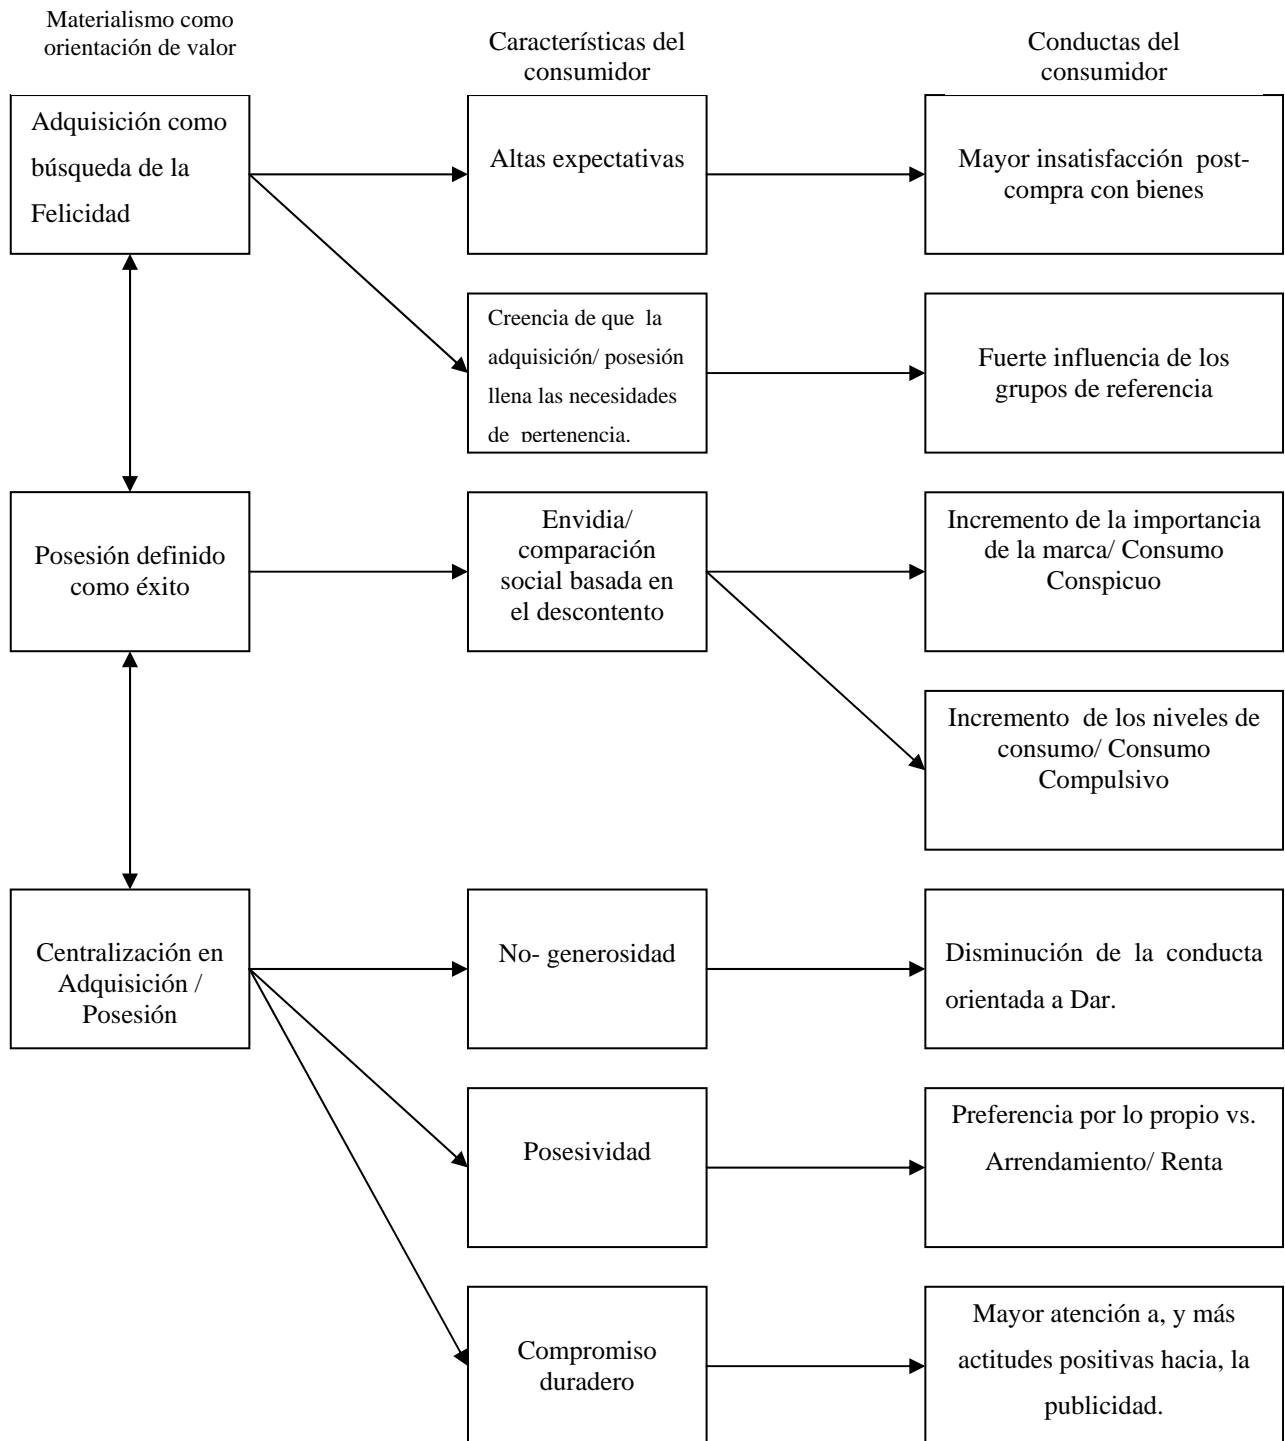 Materialismo como
orientación de valor
Características del
consumidor
Conductas del
consumidor
Adquisición como
búsqueda de la
Felicidad
Altas expectativas
Mayor insatisfacción post-
compra con bienes
Creencia de que la
adquisición/ posesión
llena las necesidades
de pertenencia.
Fuerte influencia de los
grupos de referencia
Posesión definido
como éxito
Envidia/
comparación
social basada en
el descontento
Incremento de la importancia
de la marca/ Consumo
Conspicuo
Incremento de los niveles de
consumo/ Consumo
Compulsivo
Centralización en
Adquisición /
Posesión
No- generosidad
Disminución de la conducta
orientada a Dar.
Posesividad
Preferencia por lo propio vs.
Arrendamiento/ Renta
Compromiso
duradero
Mayor atención a, y más
actitudes positivas hacia, la
publicidad.